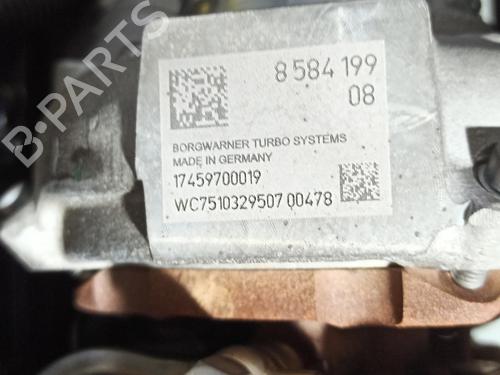 8 584 199
08
BORGWARNER TURBO SYSTEMS
MADE IN GERMANY
17459700019
WC7510329507 00478
B-PARTS